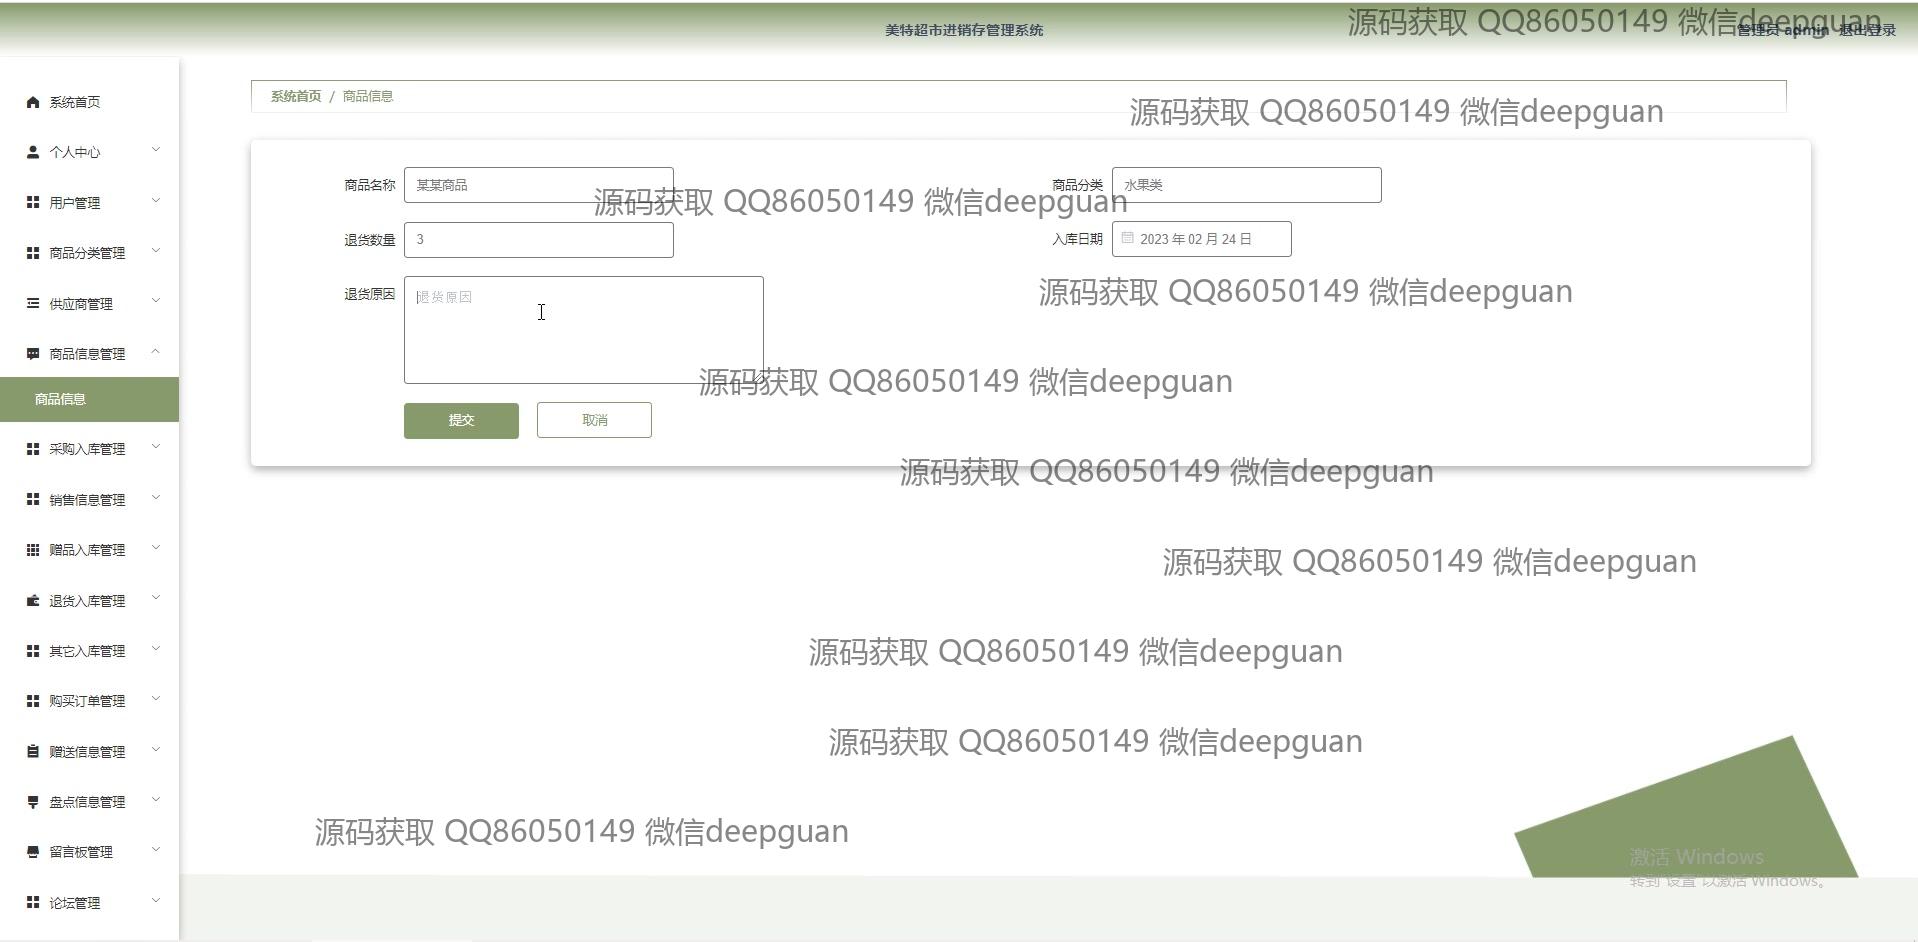 美特超市进销存管理系统
源码获取 QQ86050149 微信deepguan
管理员 admin 退出登录
系统首页
个人中心
用户管理
商品分类管理
供应商管理
商品信息管理
商品信息
采购入库管理
销售信息管理
赠品入库管理
退货入库管理
其它入库管理
购买订单管理
赠送信息管理
盘点信息管理
留言板管理
论坛管理
系统首页 / 商品信息
源码获取 QQ86050149 微信deepguan
商品名称 某某商品
商品分类 水果类
源码获取 QQ86050149 微信deepguan
退货数量 3
入库日期 2023 年 02 月 24 日
退货原因 退货原因
源码获取 QQ86050149 微信deepguan
源码获取 QQ86050149 微信deepguan
提交 取消
源码获取 QQ86050149 微信deepguan
源码获取 QQ86050149 微信deepguan
源码获取 QQ86050149 微信deepguan
源码获取 QQ86050149 微信deepguan
源码获取 QQ86050149 微信deepguan
激活 Windows
转到"设置"以激活 Windows。